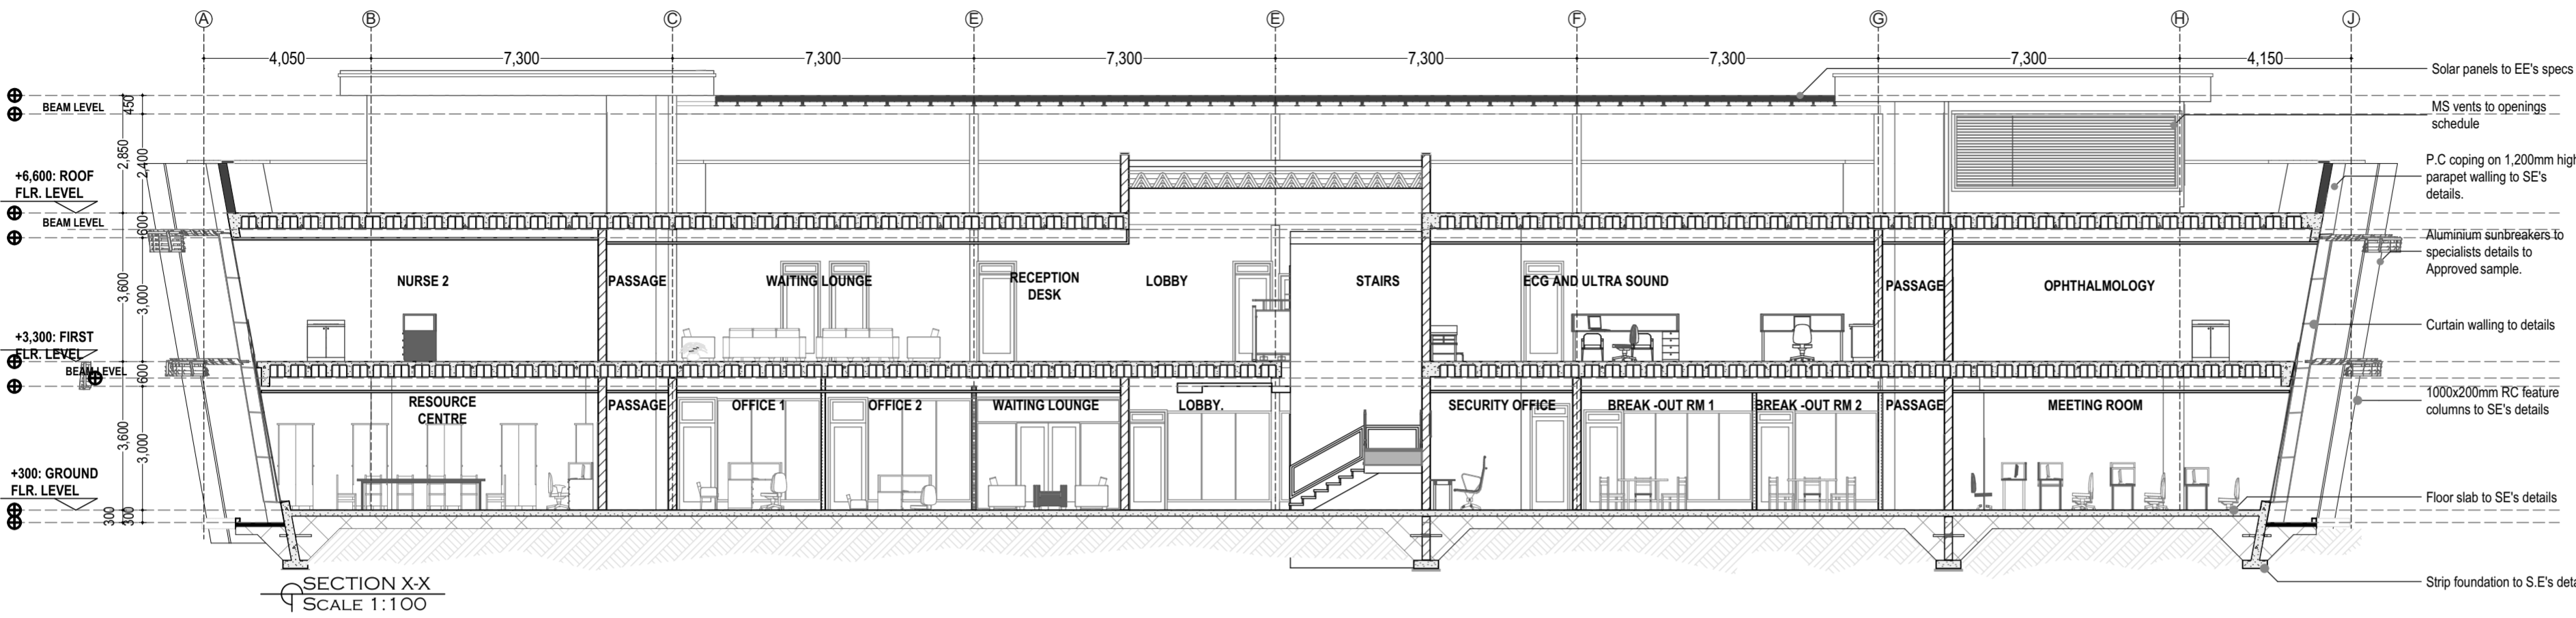 A B C E E F G H J
4,050 7,300 7,300 7,300 7,300 7,300 7,300 4,150
Solar panels to EE's specs
MS vents to openings
schedule
P.C coping on 1,200mm high
parapet walling to SE's
details.
Aluminium sunbreakers to
specialists details to
Approved sample.
Curtain walling to details
1000x200mm RC feature
columns to SE's details
Floor slab to SE's details
Strip foundation to S.E's deta
BEAM LEVEL
450
2,850
2,400
+6,600: ROOF
FLR. LEVEL
BEAM LEVEL
600
3,600
3,000
+3,300: FIRST
FLR. LEVEL
BEAM LEVEL
600
3,600
3,000
+300: GROUND
FLR. LEVEL
300
300
NURSE 2
PASSAGE
WAITING LOUNGE
RECEPTION
DESK
LOBBY
STAIRS
ECG AND ULTRA SOUND
PASSAGE
OPHTHALMOLOGY
RESOURCE
CENTRE
PASSAGE
OFFICE 1
OFFICE 2
WAITING LOUNGE
LOBBY.
SECURITY OFFICE
BREAK -OUT RM 1
BREAK -OUT RM 2
PASSAGE
MEETING ROOM
SECTION X-X
SCALE 1:100